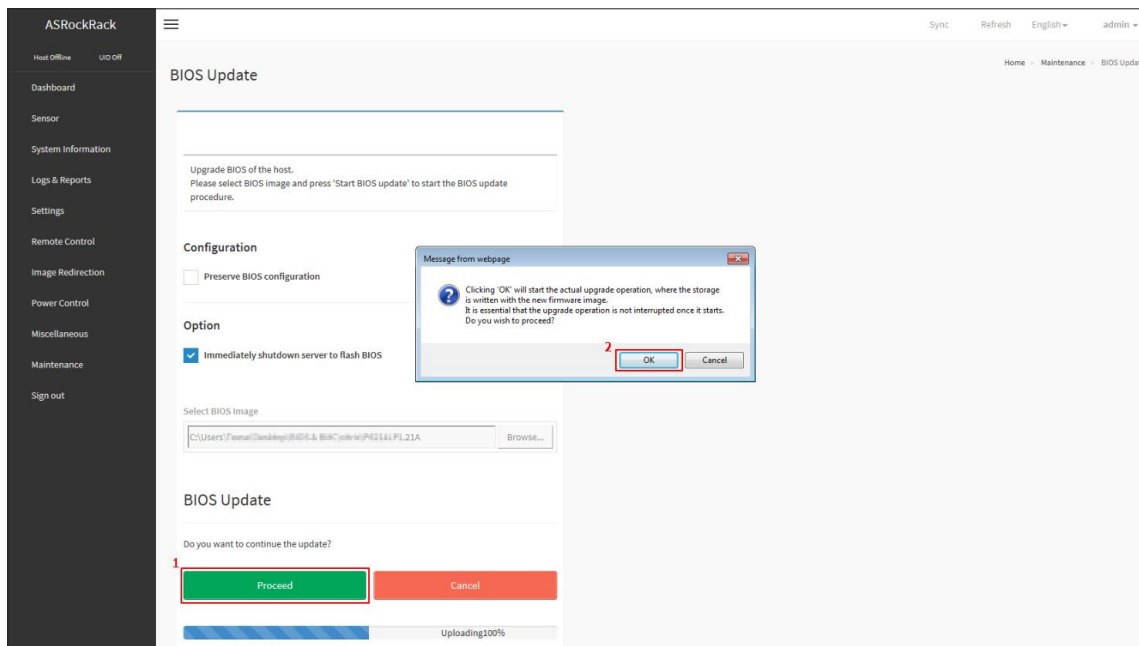 ASRockRack
Sync Refresh English admin
Host Offline UID Off
Home > Maintenance > BIOS Upda
BIOS Update
Dashboard
Sensor
System Information
Logs & Reports
Settings
Remote Control
Image Redirection
Power Control
Miscellaneous
Maintenance
Sign out
Upgrade BIOS of the host.
Please select BIOS image and press 'Start BIOS update' to start the BIOS update
procedure.
Configuration
Preserve BIOS configuration
Option
Immediately shutdown server to flash BIOS
Message from webpage
Clicking 'OK' will start the actual upgrade operation, where the storage
is written with the new firmware image.
It is essential that the upgrade operation is not interrupted once it starts.
Do you wish to proceed?
2
OK Cancel
Select BIOS Image
C:\Users\ .21A Browse...
BIOS Update
Do you want to continue the update?
1
Proceed Cancel
Uploading100%